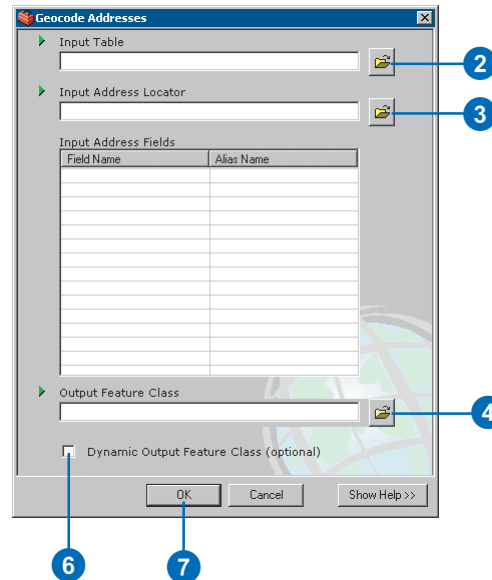 Geocode Addresses
Input Table
2
Input Address Locator
3
Input Address Fields
Field Name Alias Name
Output Feature Class
4
Dynamic Output Feature Class (optional)
OK Cancel Show Help >>
6 7